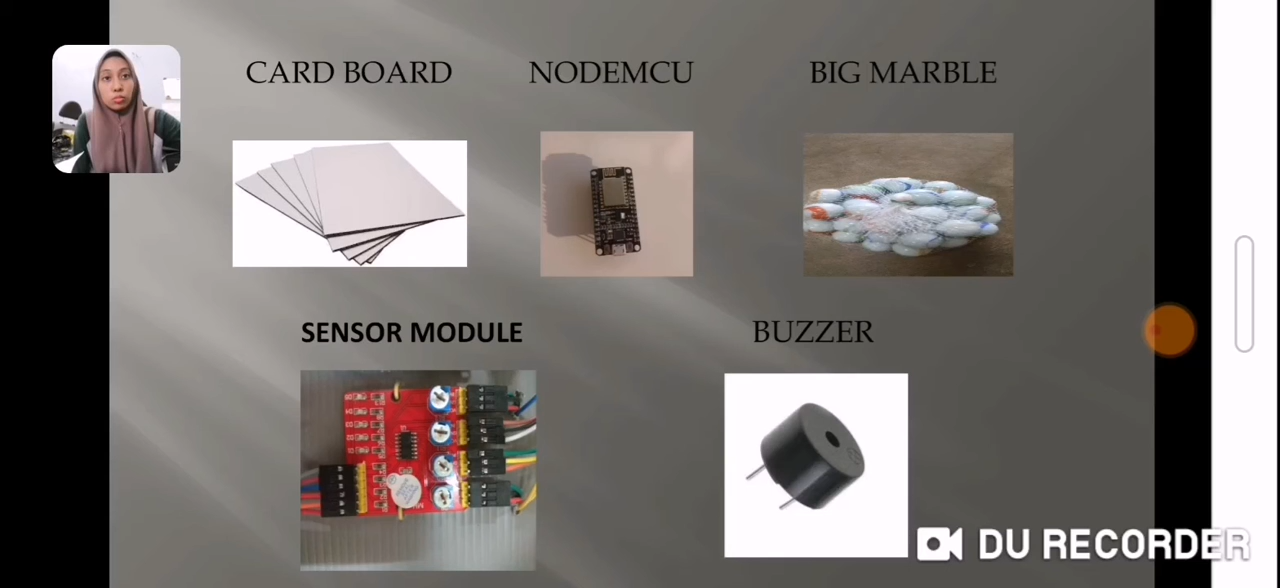 CARD BOARD
NODEMCU
BIG MARBLE
SENSOR MODULE
BUZZER
DU RECORDER